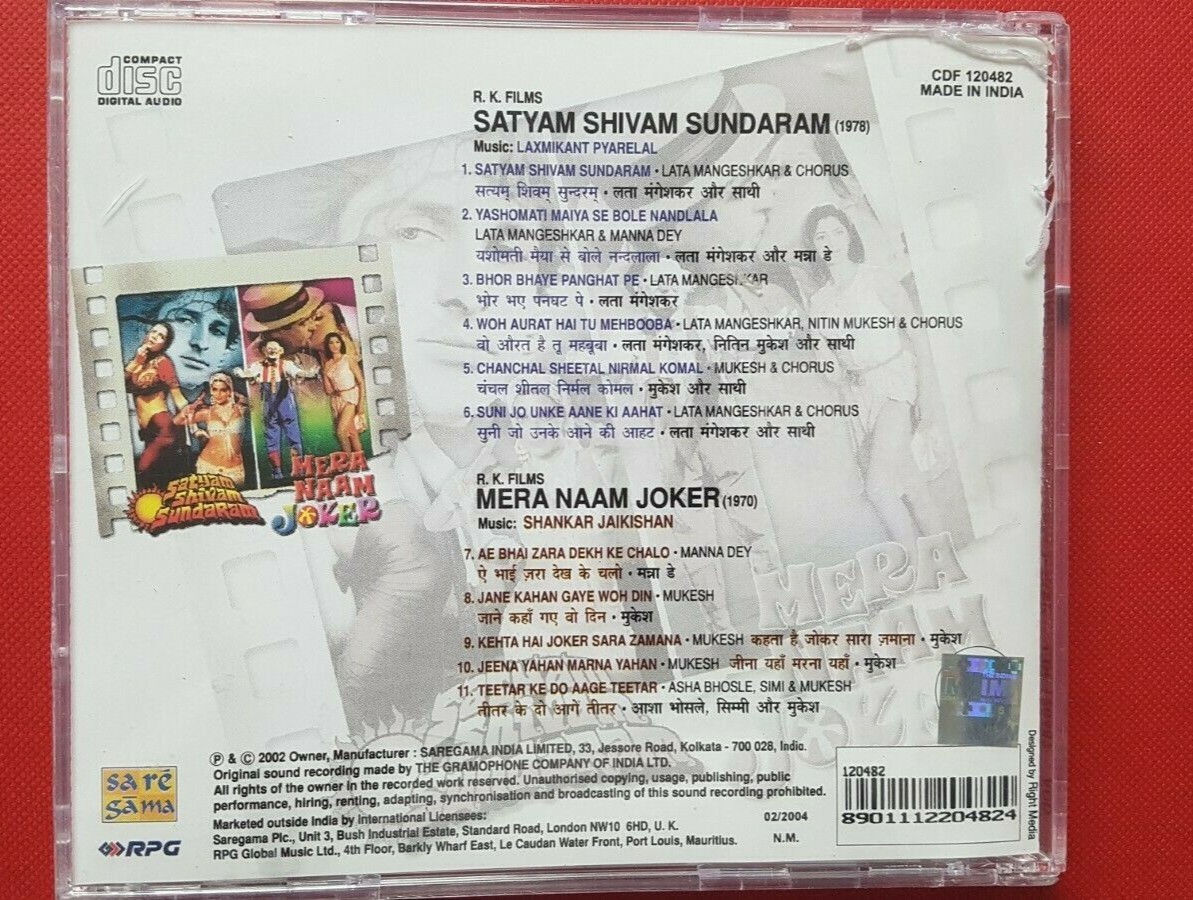 COMPACT
disc
DIGITAL AUDIO
CDF 120482
MADE IN INDIA
R. K. FILMS
SATYAM SHIVAM SUNDARAM (1978)
Music: LAXMIKANT PYARELAL
1. SATYAM SHIVAM SUNDARAM • LATA MANGESHKAR & CHORUS
सत्यम् शिवम् सुन्दरम् • लता मंगेशकर और साथी
2. YASHOMATI MAIYA SE BOLE NANDLALA
LATA MANGESHKAR & MANNA DEY
यशोमती मैया से बोले नन्दलाला • लता मंगेशकर और मन्ना डे
3. BHOR BHAYE PANGHAT PE • LATA MANGESHKAR
भोर भए पनघट पे • लता मंगेशकर
4. WOH AURAT HAI TU MEHBOOBA • LATA MANGESHKAR, NITIN MUKESH & CHORUS
वो औरत है तू महबूबा • लता मंगेशकर, नितिन मुकेश और साथी
5. CHANCHAL SHEETAL NIRMAL KOMAL • MUKESH & CHORUS
चंचल शीतल निर्मल कोमल • मुकेश और साथी
6. SUNI JO UNKE AANE KI AAHAT • LATA MANGESHKAR & CHORUS
सुनी जो उनके आने की आहट • लता मंगेशकर और साथी
Satyam
Shivam
Sundaram
MERA
NAAM
JOKER
R. K. FILMS
MERA NAAM JOKER (1970)
Music: SHANKAR JAIKISHAN
7. AE BHAI ZARA DEKH KE CHALO • MANNA DEY
ऐ भाई ज़रा देख के चलो • मन्ना डे
8. JANE KAHAN GAYE WOH DIN • MUKESH
जाने कहाँ गए वो दिन • मुकेश
9. KEHTA HAI JOKER SARA ZAMANA • MUKESH कहता है जोकर सारा ज़माना • मुकेश
10. JEENA YAHAN MARNA YAHAN • MUKESH जीना यहाँ मरना यहाँ • मुकेश
11. TEETAR KE DO AAGE TEETAR • ASHA BHOSLE, SIMI & MUKESH
तीतर के दो आगे तीतर • आशा भोसले, सिम्मी और मुकेश
MERA
NAAM
JOKER
Satyam
Shivam
Sundaram
saré
gāma
RPG
Ⓟ & © 2002 Owner, Manufacturer : SAREGAMA INDIA LIMITED, 33, Jessore Road, Kolkata - 700 028, India.
Original sound recording made by THE GRAMOPHONE COMPANY OF INDIA LTD.
All rights of the owner in the recorded work reserved. Unauthorised copying, usage, publishing, public
performance, hiring, renting, adapting, synchronisation and broadcasting of this sound recording prohibited.
Marketed outside India by International Licensees:
Saregama Plc., Unit 3, Bush Industrial Estate, Standard Road, London NW10 6HD, U. K.
RPG Global Music Ltd., 4th Floor, Barkly Wharf East, Le Caudan Water Front, Port Louis, Mauritius.
02/2004
N.M.
120482
8901112204824
Designed by Right Media